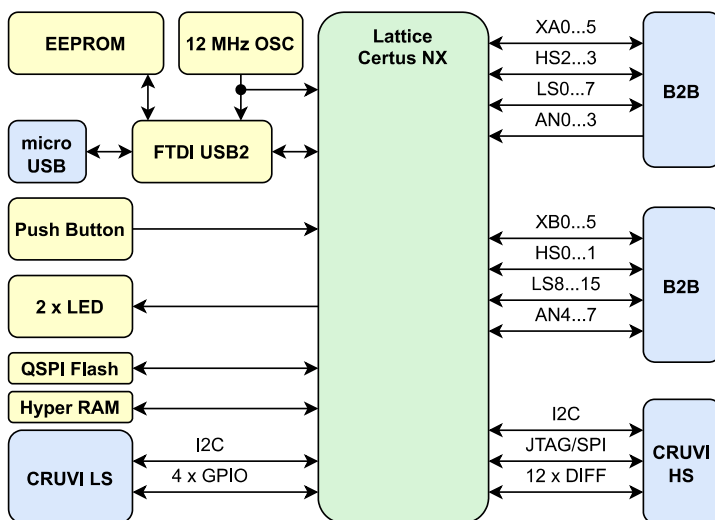 EEPROM
12 MHz OSC
micro
USB
FTDI USB2
Push Button
2 x LED
QSPI Flash
Hyper RAM
CRUVI LS
I2C
4 x GPIO
Lattice
Certus NX
XA0...5
HS2...3
LS0...7
AN0...3
B2B
XB0...5
HS0...1
LS8...15
AN4...7
B2B
I2C
JTAG/SPI
12 x DIFF
CRUVI
HS